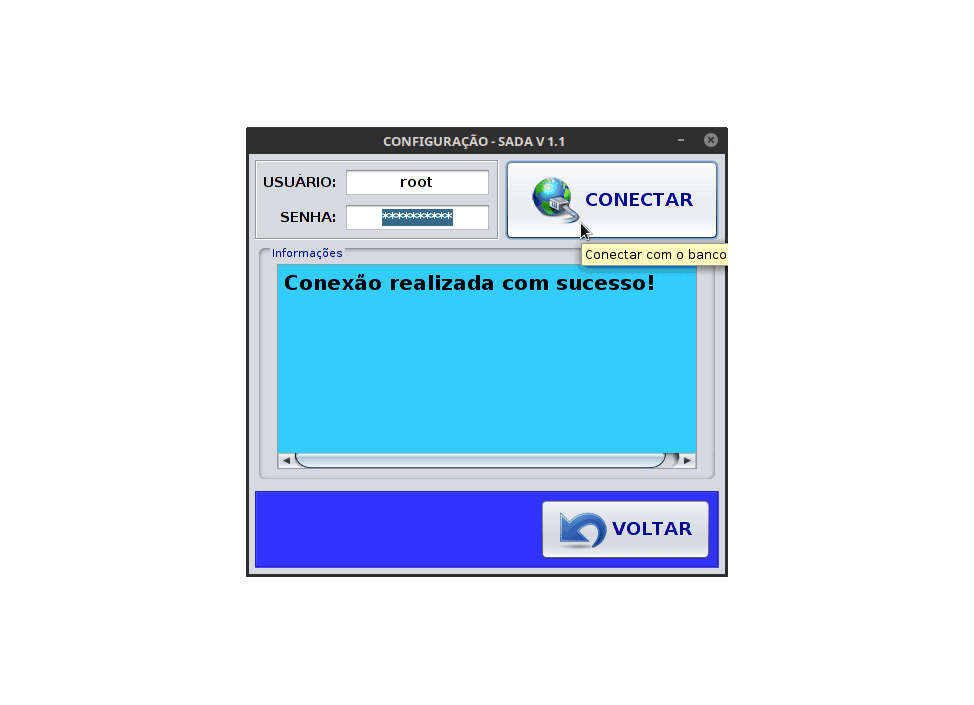 CONFIGURAÇÃO - SADA V 1.1
USUÁRIO: root
SENHA: **********
CONECTAR
Conectar com o banco
Informações
Conexão realizada com sucesso!
VOLTAR